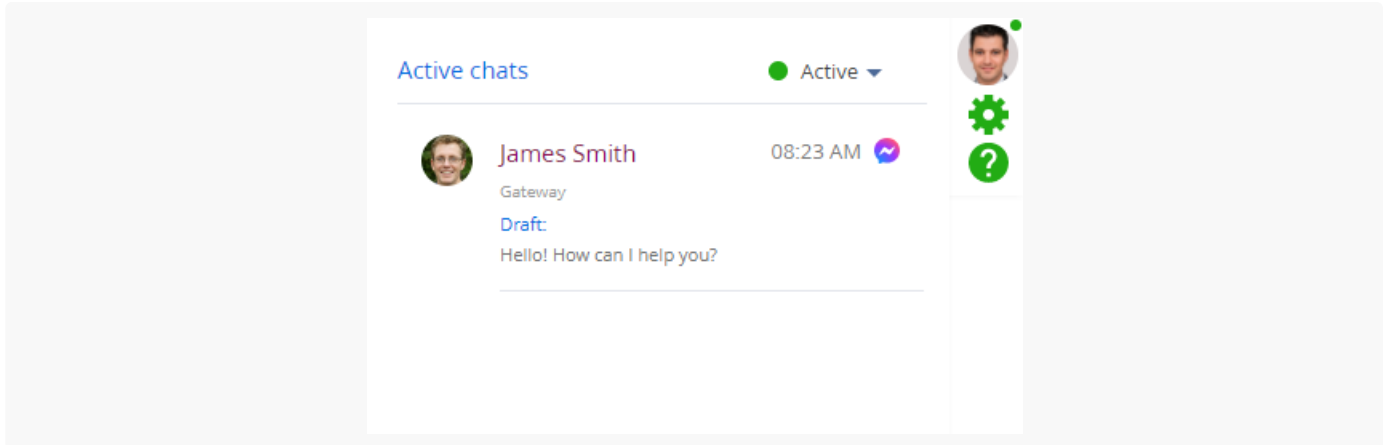 Active chats
Active
James Smith
08:23 AM
Gateway
Draft:
Hello! How can I help you?
?